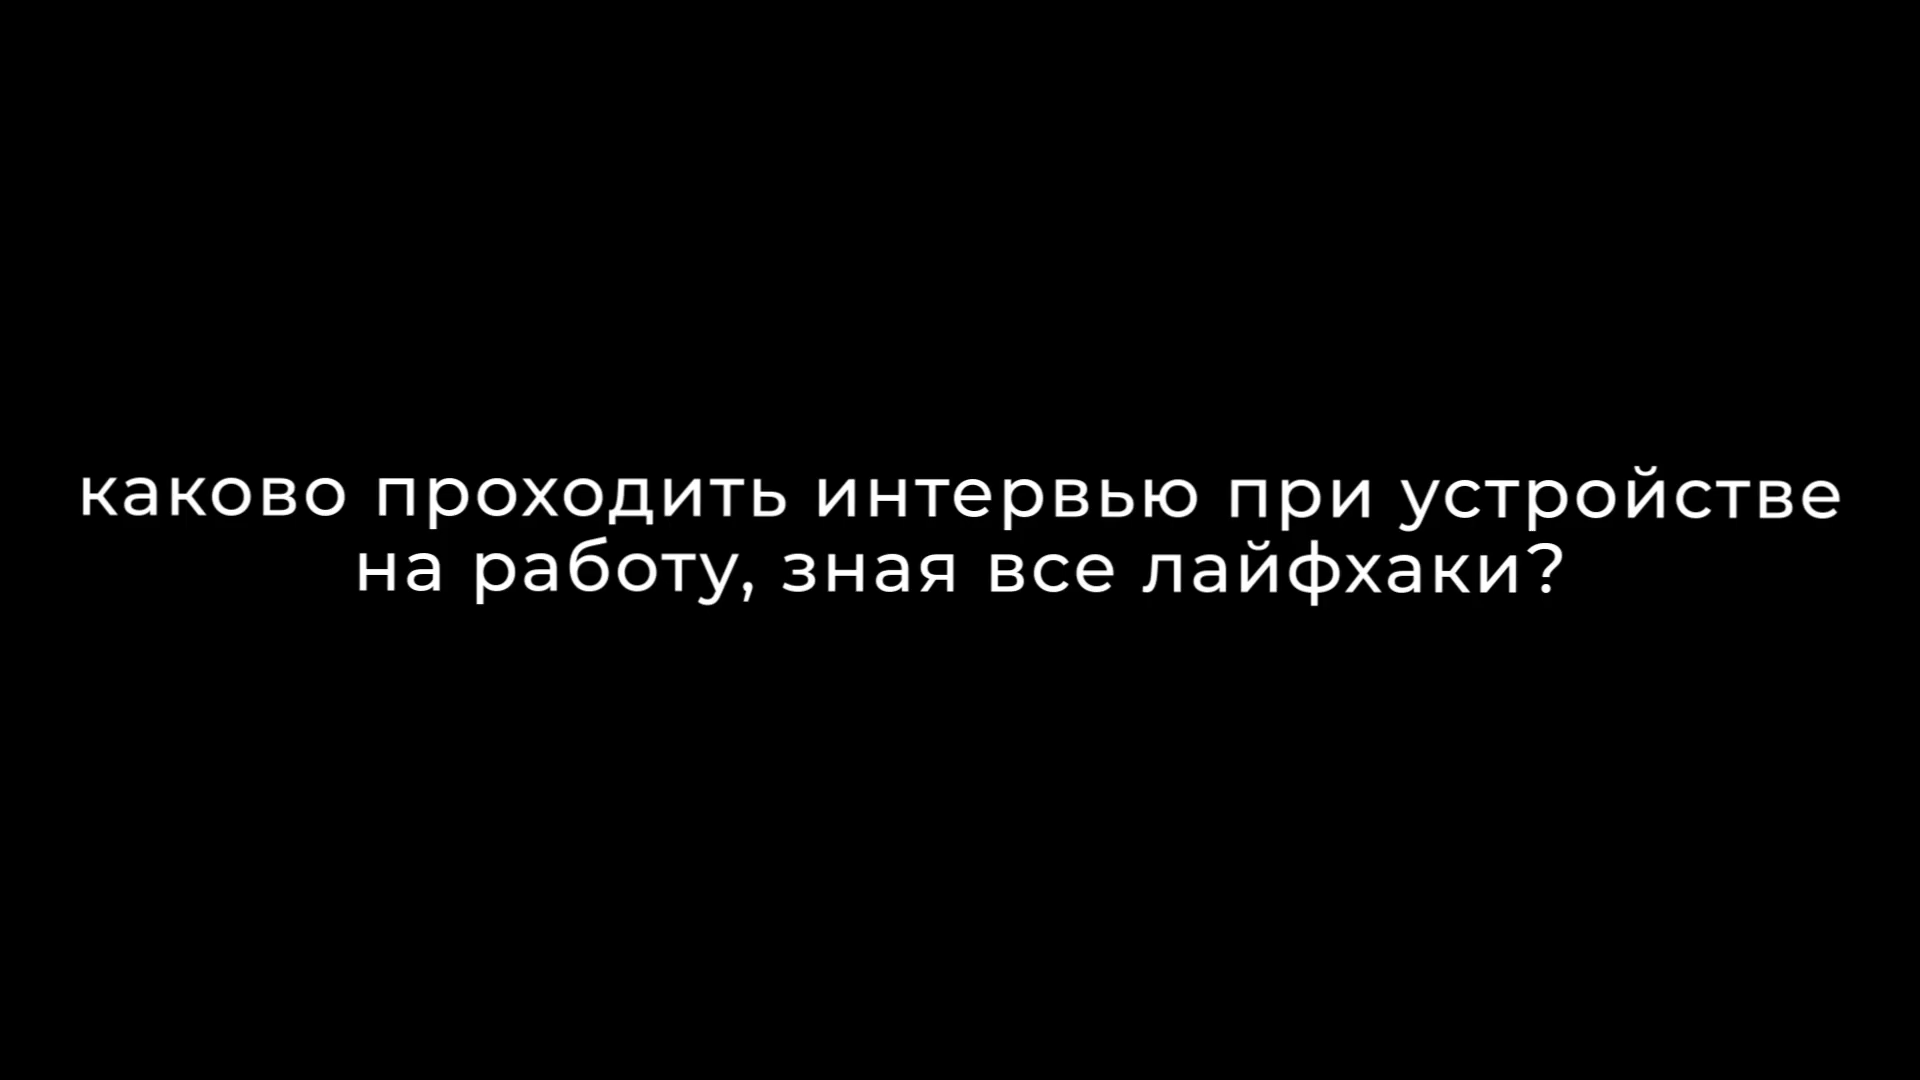 каково проходить интервью при устройстве
на работу, зная все лайфхаки?